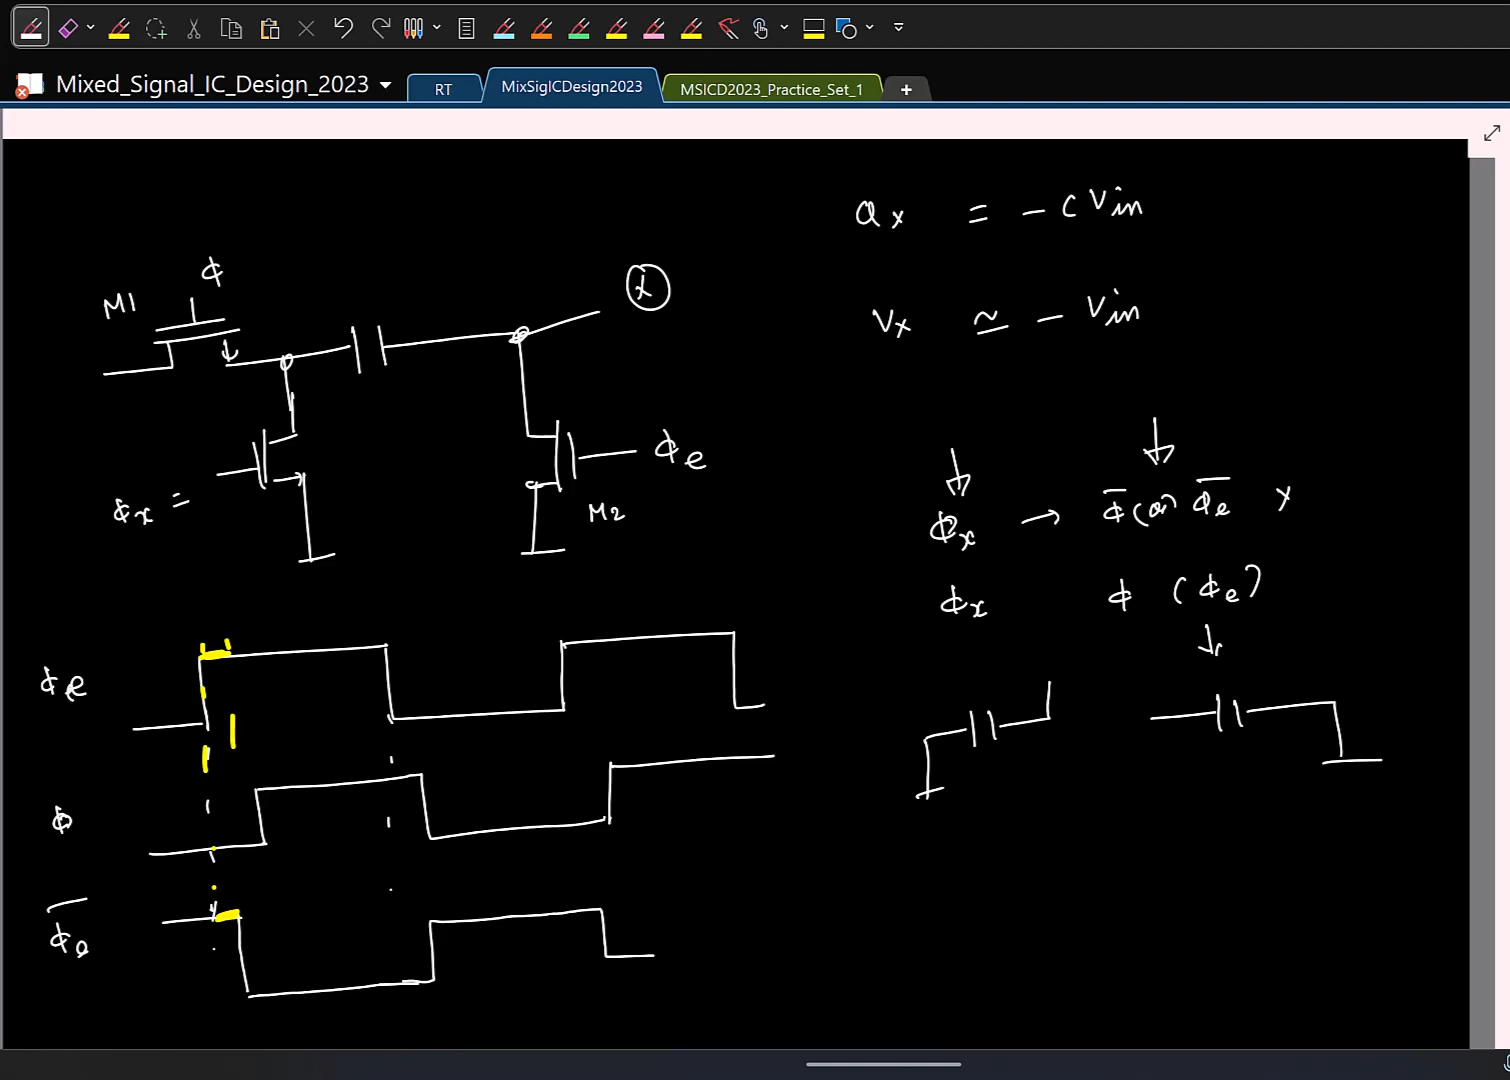 Mixed_Signal_IC_Design_2023
RT
MixSigICDesign2023
MSICD2023_Practice_Set_1
+
Qx = - C Vin
Vx ≃ - Vin
M1
ϕ
x
ϕx =
ϕe
M2
ϕx → ϕ̅ (or) ϕ̅e x
ϕx ϕ (ϕe)
ϕe
ϕ
ϕ̅e